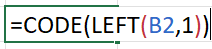 =CODE(LEFT(B2,1))